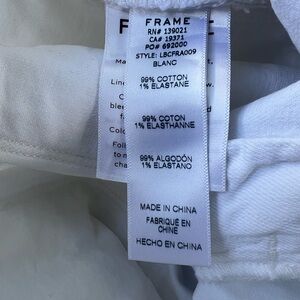 FRAME
RN# 139021
CA# 19371
PO# 692000
STYLE: LBCFRA009
BLANC
99% COTTON
1% ELASTANE
99% COTON
1% ELASTHANNE
99% ALGODÓN
1% ELASTANO
MADE IN CHINA
FABRIQUÉ EN
CHINE
HECHO EN CHINA